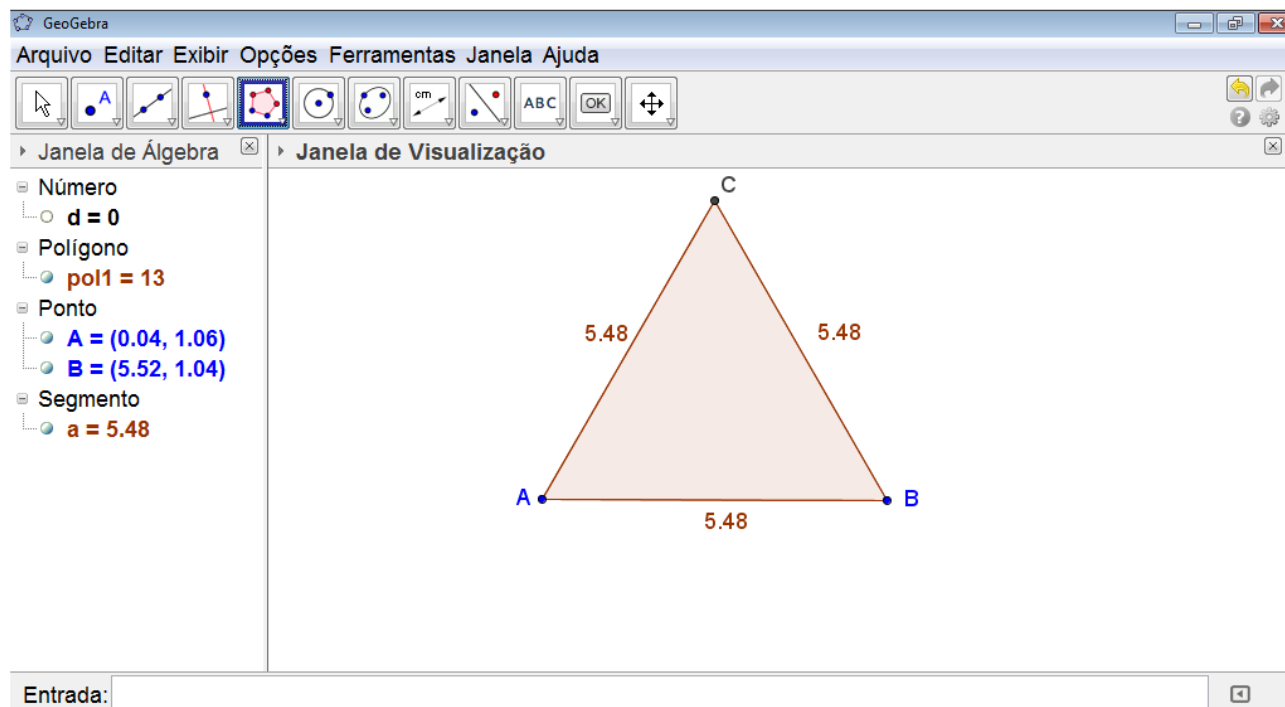 GeoGebra
Arquivo Editar Exibir Opções Ferramentas Janela Ajuda
A cm ABC OK
Janela de Álgebra
Número
d = 0
Polígono
pol1 = 13
Ponto
A = (0.04, 1.06)
B = (5.52, 1.04)
Segmento
a = 5.48
Janela de Visualização
C
5.48 5.48
A B
5.48
Entrada: